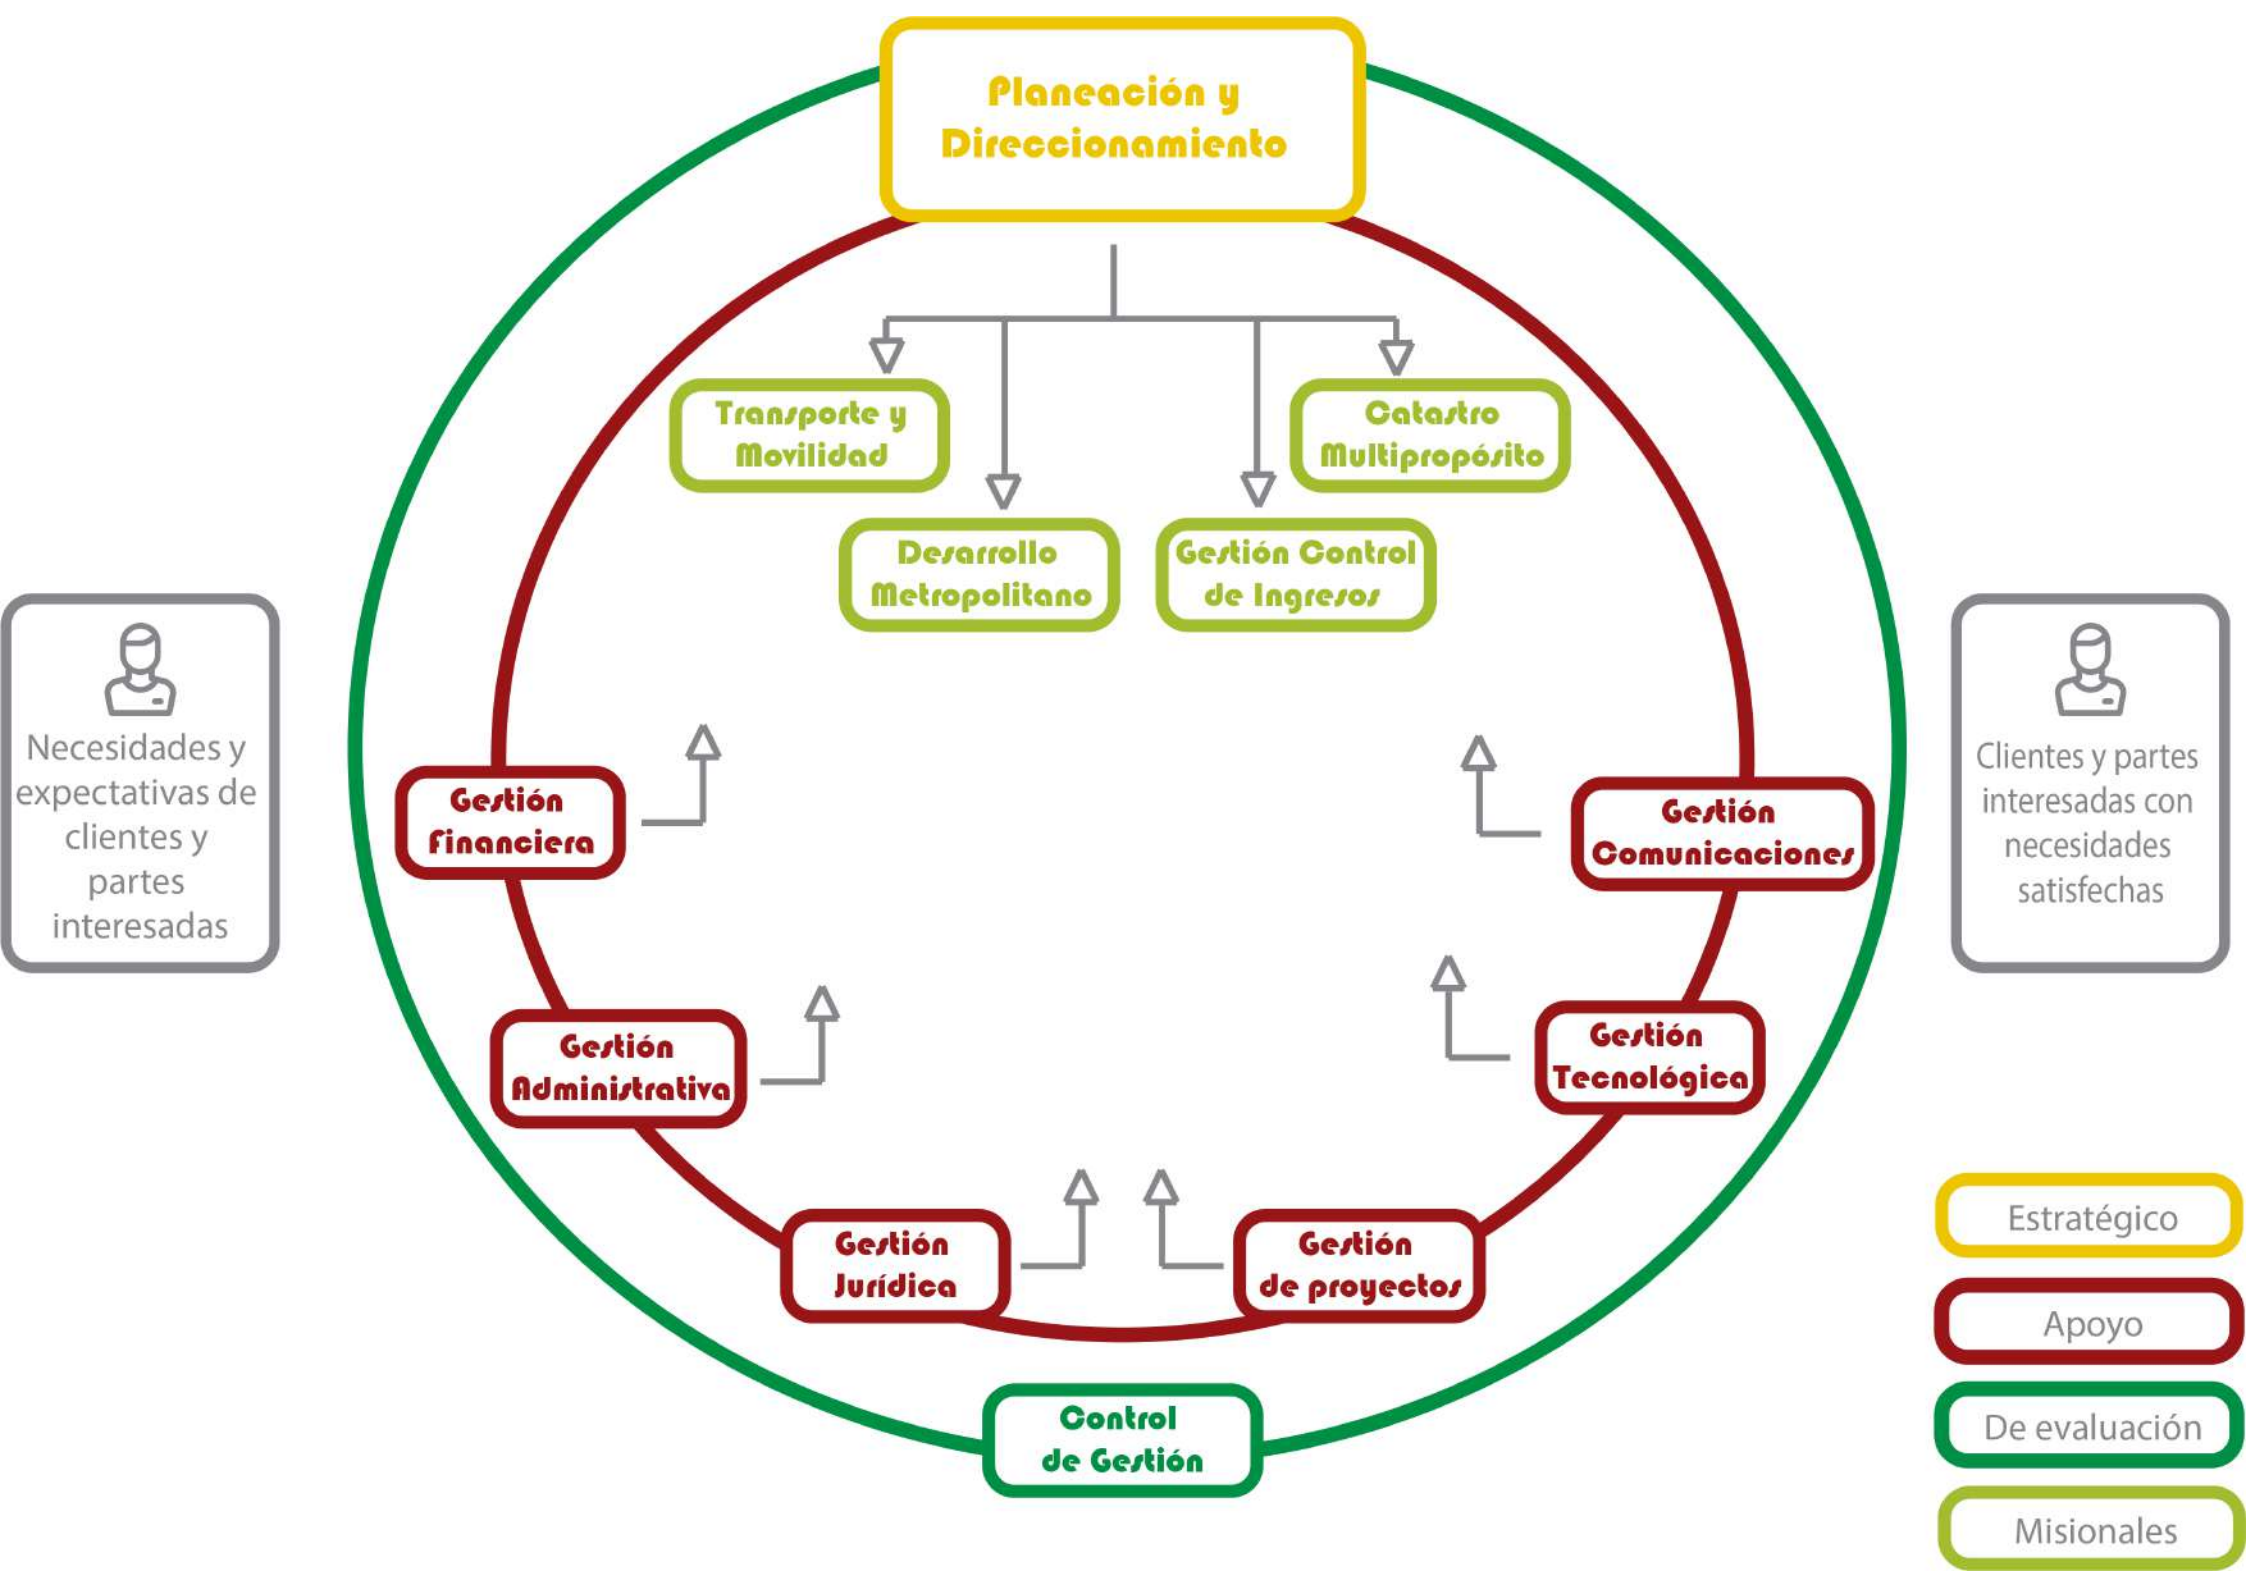 Planeación y
Direccionamiento
Transporte y
Movilidad
Catastro
Multipropósito
Desarrollo
Metropolitano
Gestión Control
de Ingresos
Necesidades y
expectativas de
clientes y
partes
interesadas
Clientes y partes
interesadas con
necesidades
satisfechas
Gestión
Financiera
Gestión
Comunicaciones
Gestión
Administrativa
Gestión
Tecnológica
Gestión
Jurídica
Gestión
de proyectos
Control
de Gestión
Estratégico
Apoyo
De evaluación
Misionales